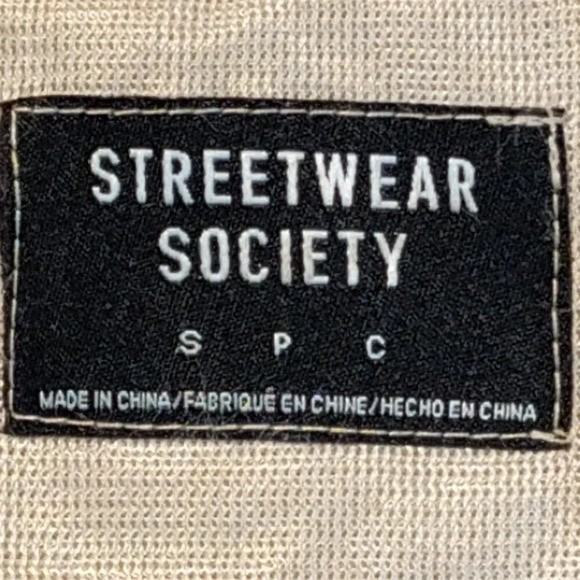 STREETWEAR
SOCIETY
S P C
MADE IN CHINA/FABRIQUÉ EN CHINE/HECHO EN CHINA